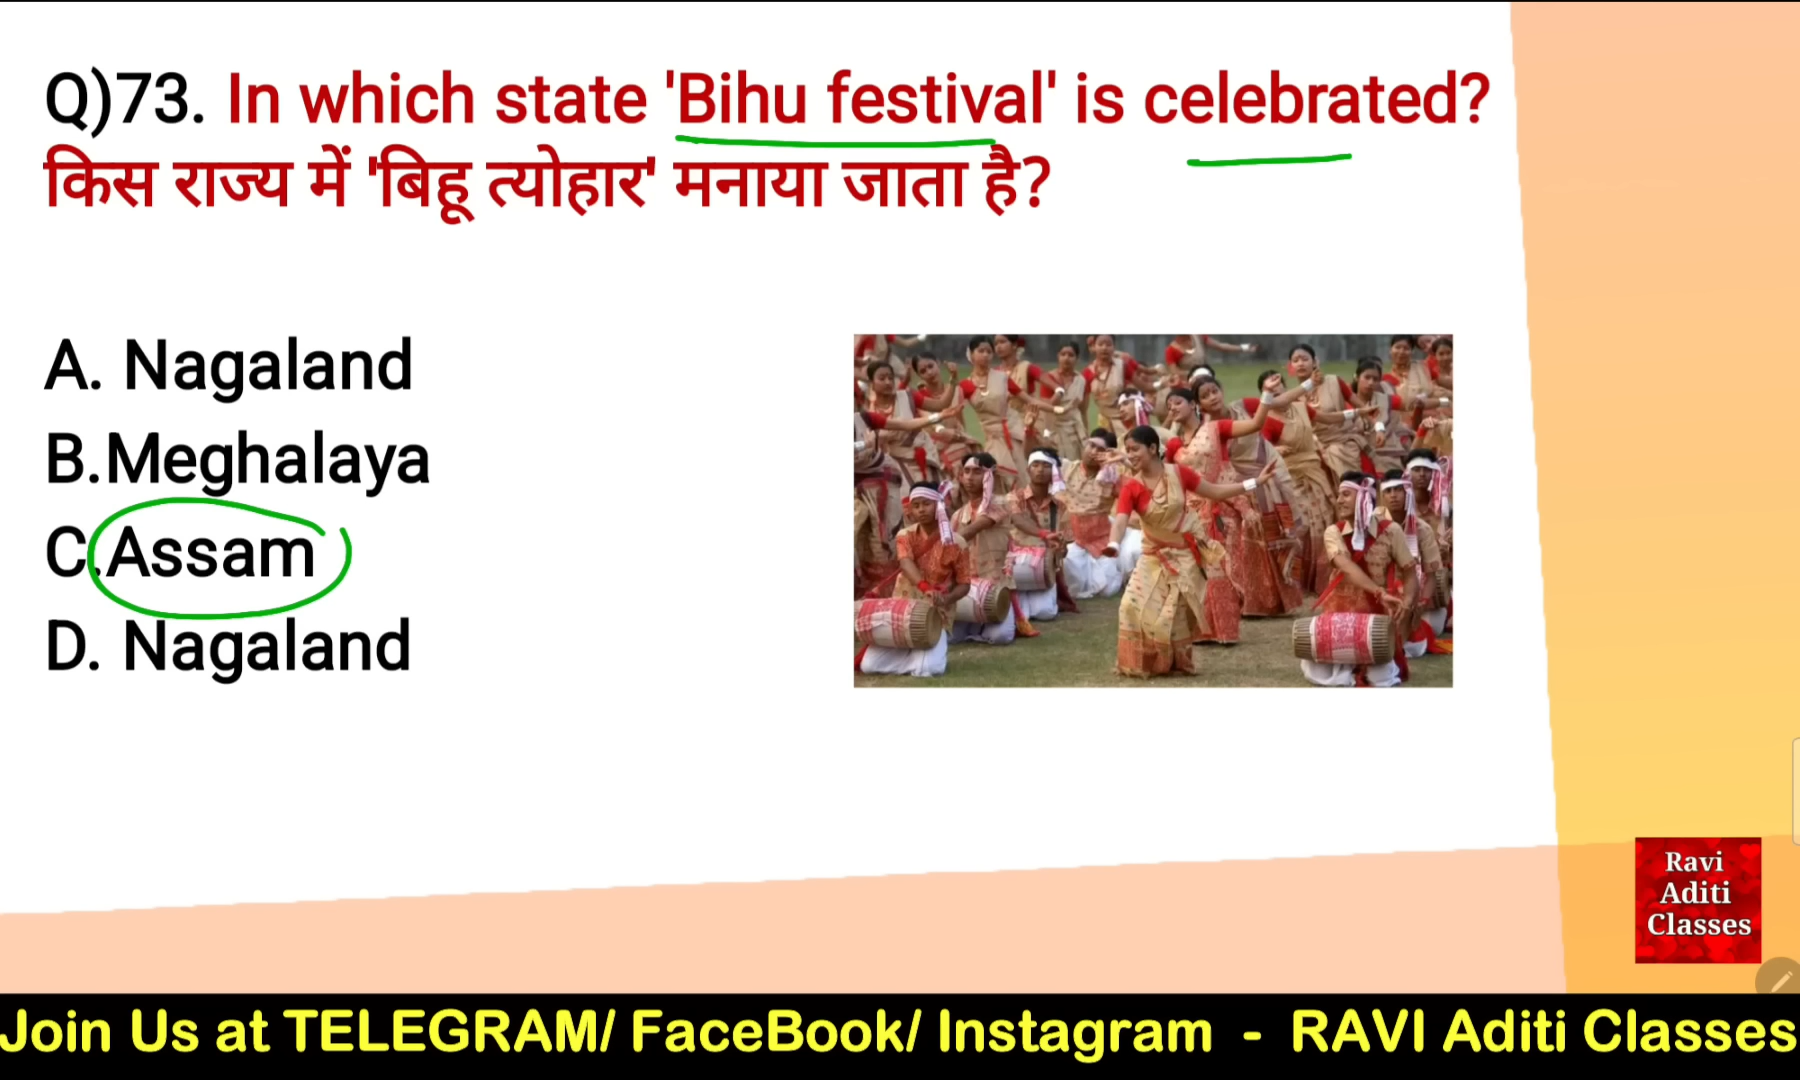 Q)73. In which state 'Bihu festival' is celebrated?
किस राज्य में 'बिहू त्योहार' मनाया जाता है?
A. Nagaland
B.Meghalaya
C.Assam
D. Nagaland
Ravi
Aditi
Classes
Join Us at TELEGRAM/ FaceBook/ Instagram - RAVI Aditi Classes